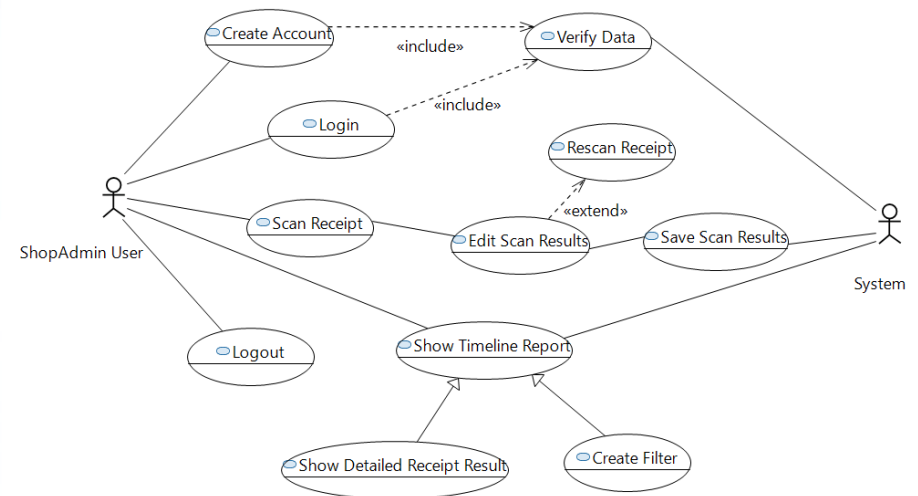 Create Account
Verify Data
«include»
«include»
Login
Rescan Receipt
«extend»
Scan Receipt
Edit Scan Results
Save Scan Results
ShopAdmin User
System
Show Timeline Report
Logout
Show Detailed Receipt Result
Create Filter